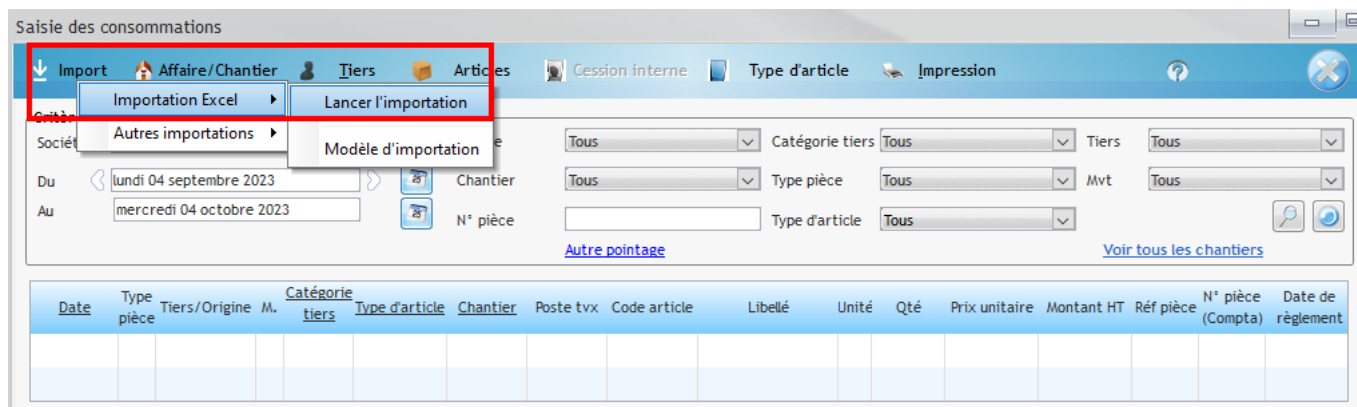 Saisie des consommations
Import Affaire/Chantier Tiers Articles Cession interne Type d'article Impression
Importation Excel Lancer l'importation
Autres importations Modèle d'importation
Tous Catégorie tiers Tous Tiers Tous
Du lundi 04 septembre 2023 Chantier Tous Type pièce Tous Mvt Tous
Au mercredi 04 octobre 2023 N° pièce Type d'article Tous
Autre pointage Voir tous les chantiers
Date Type pièce Tiers/Origine M. Catégorie tiers Type d'article Chantier Poste tvx Code article Libellé Unité Qté Prix unitaire Montant HT Réf pièce N° pièce (Compta) Date de règlement